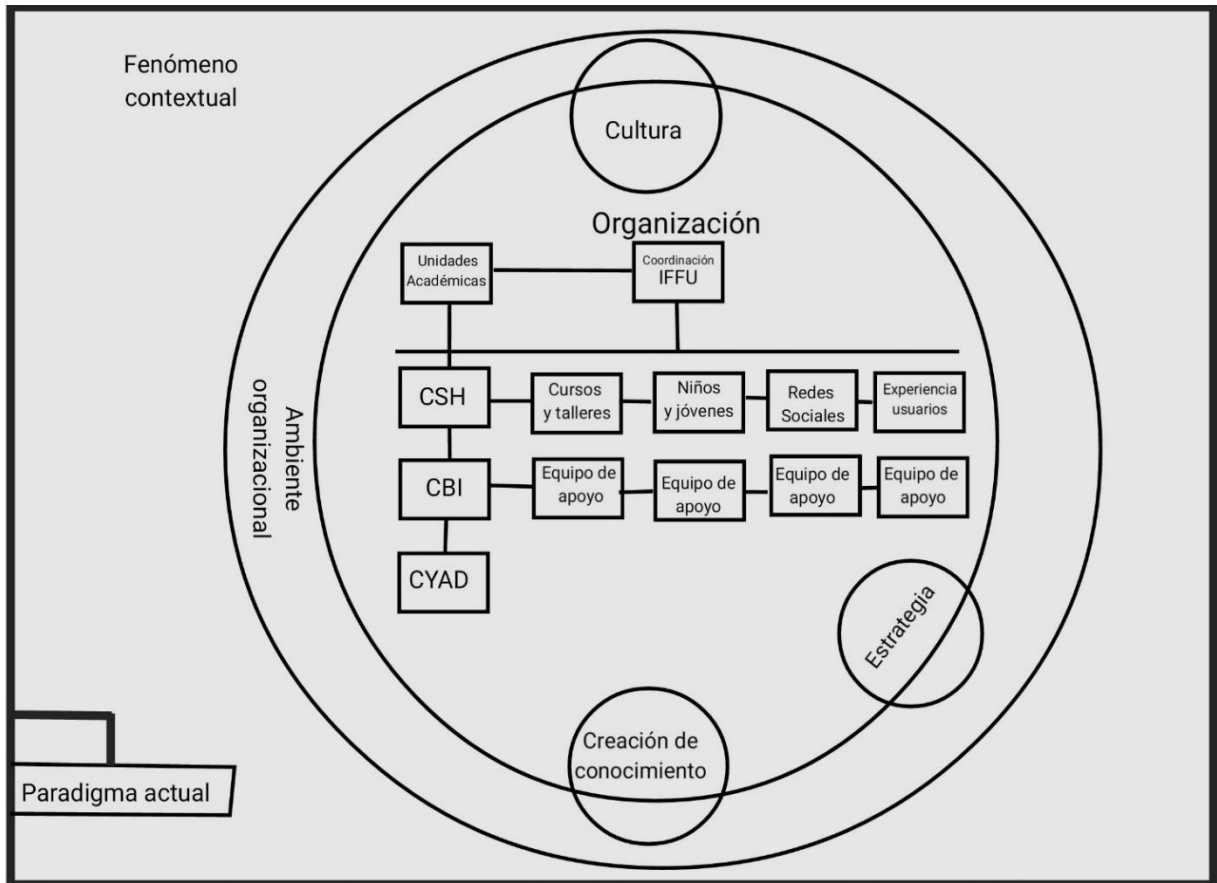 Fenómeno
contextual
Cultura
Organización
Unidades
Académicas
Coordinación
IFFU
CSH
Cursos
y talleres
Niños
y jóvenes
Redes
Sociales
Experiencia
usuarios
CBI
Equipo de
apoyo
Equipo de
apoyo
Equipo de
apoyo
Equipo de
apoyo
CYAD
Ambiente
organizacional
Estrategia
Creación de
conocimiento
Paradigma actual